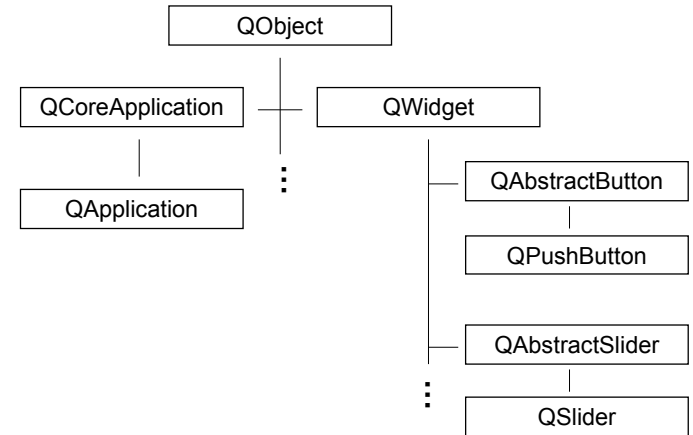 QObject
QCoreApplication
QWidget
QApplication
QAbstractButton
QPushButton
QAbstractSlider
QSlider